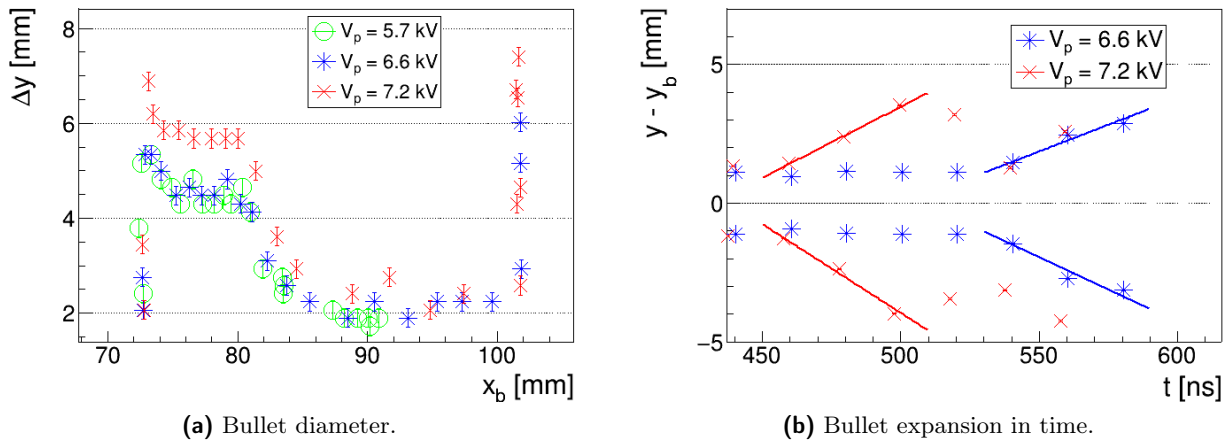 8
6
4
2
Δy [mm]
V_p = 5.7 kV
V_p = 6.6 kV
V_p = 7.2 kV
70 80 90 100
x_b [mm]
(a) Bullet diameter.
5
0
−5
y - y_b [mm]
V_p = 6.6 kV
V_p = 7.2 kV
450 500 550 600
t [ns]
(b) Bullet expansion in time.